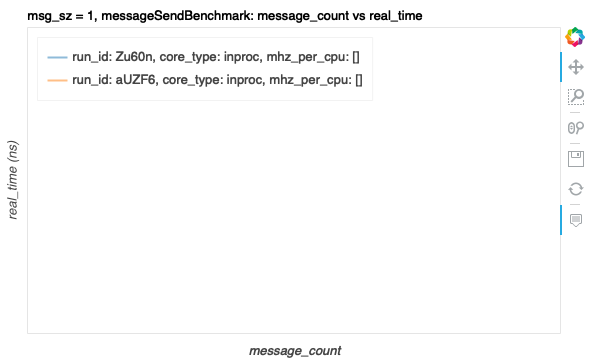 msg_sz = 1, messageSendBenchmark: message_count vs real_time
run_id: Zu60n, core_type: inproc, mhz_per_cpu: []
run_id: aUZF6, core_type: inproc, mhz_per_cpu: []
real_time (ns)
message_count